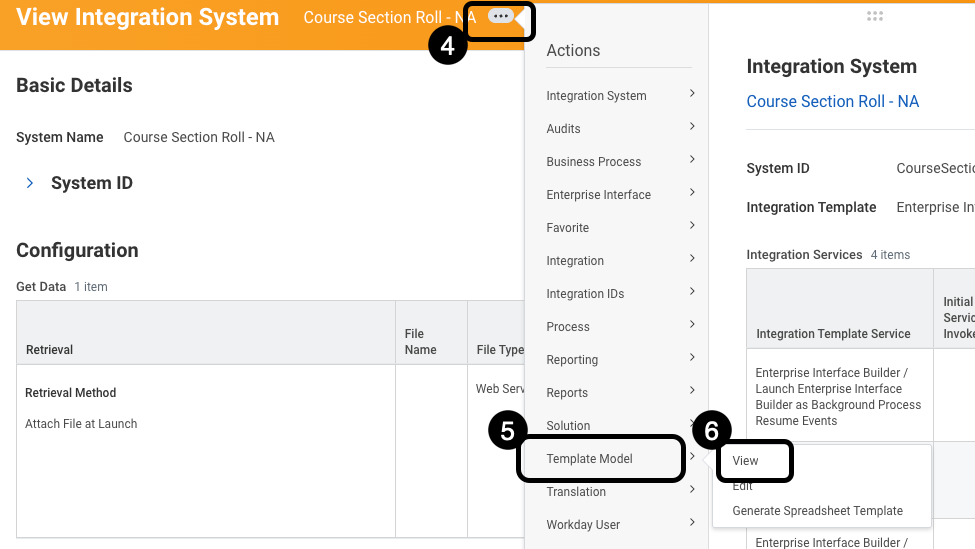 View Integration System
Course Section Roll - NA
4
Basic Details
System Name
Course Section Roll - NA
System ID
Configuration
Get Data 1 item
Retrieval
File
Name
File Type
Retrieval Method
Attach File at Launch
Web Serv
Actions
Integration System
Audits
Business Process
Enterprise Interface
Favorite
Integration
Integration IDs
Process
Reporting
Reports
Solution
5
Template Model
Translation
Workday User
6
View
Edit
Generate Spreadsheet Template
Integration System
Course Section Roll - NA
System ID
CourseSectio
Integration Template
Enterprise In
Integration Services 4 items
Integration Template Service
Initial
Servic
Invoke
Enterprise Interface Builder /
Launch Enterprise Interface
Builder as Background Process
Resume Events
Enterprise Interface Builder /